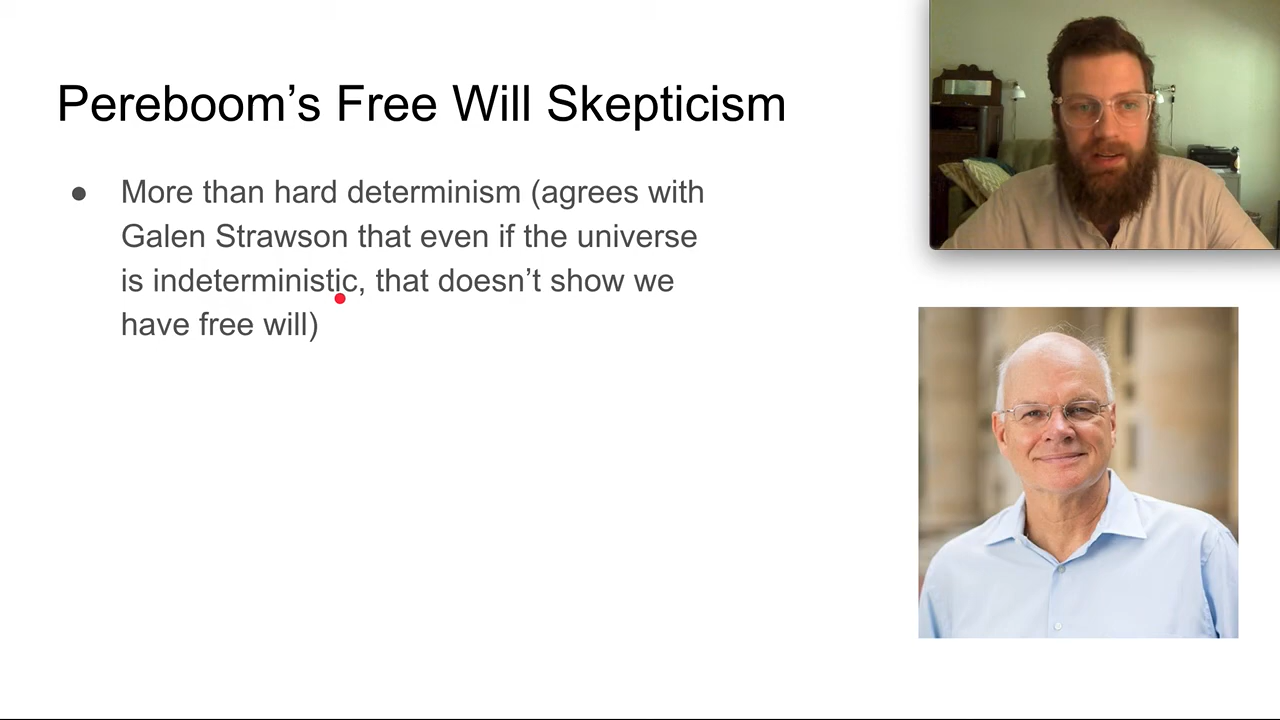 Pereboom’s Free Will Skepticism
● More than hard determinism (agrees with
Galen Strawson that even if the universe
is indeterministic, that doesn’t show we
have free will)